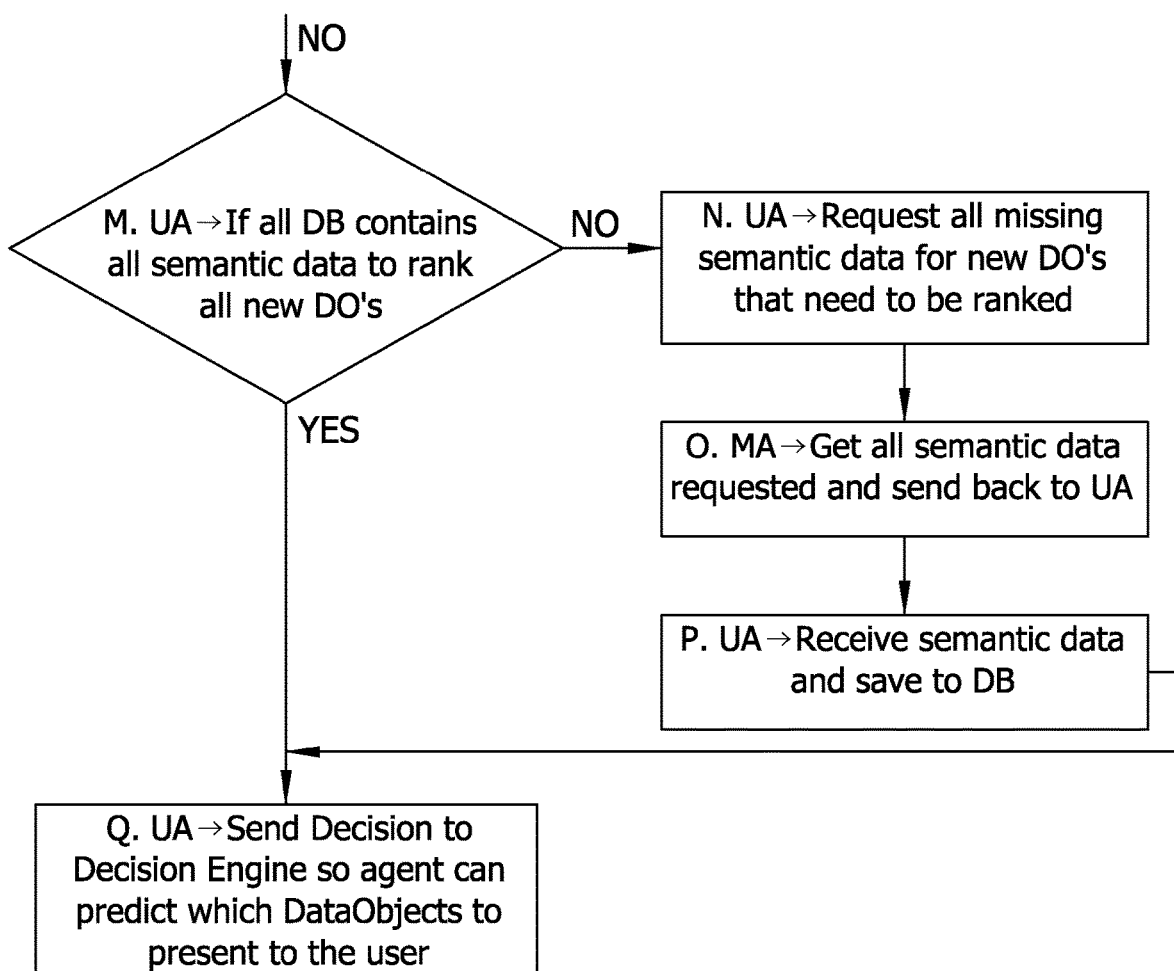 NO
M. UA→If all DB contains
all semantic data to rank
all new DO's
NO
N. UA→Request all missing
semantic data for new DO's
that need to be ranked
YES
O. MA→Get all semantic data
requested and send back to UA
P. UA→Receive semantic data
and save to DB
Q. UA→Send Decision to
Decision Engine so agent can
predict which DataObjects to
present to the user